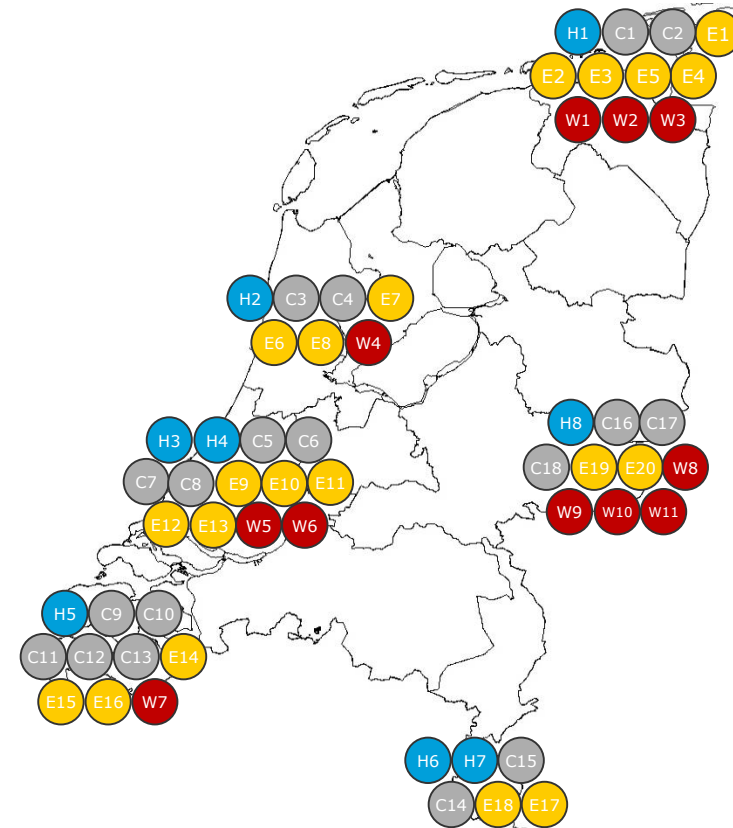 H1 C1 C2 E1
E2 E3 E5 E4
W1 W2 W3
H2 C3 C4 E7
E6 E8 W4
H3 H4 C5 C6
C7 C8 E9 E10 E11
E12 E13 W5 W6
H8 C16 C17
C18 E19 E20 W8
W9 W10 W11
H5 C9 C10
C11 C12 C13 E14
E15 E16 W7
H6 H7 C15
C14 E18 E17